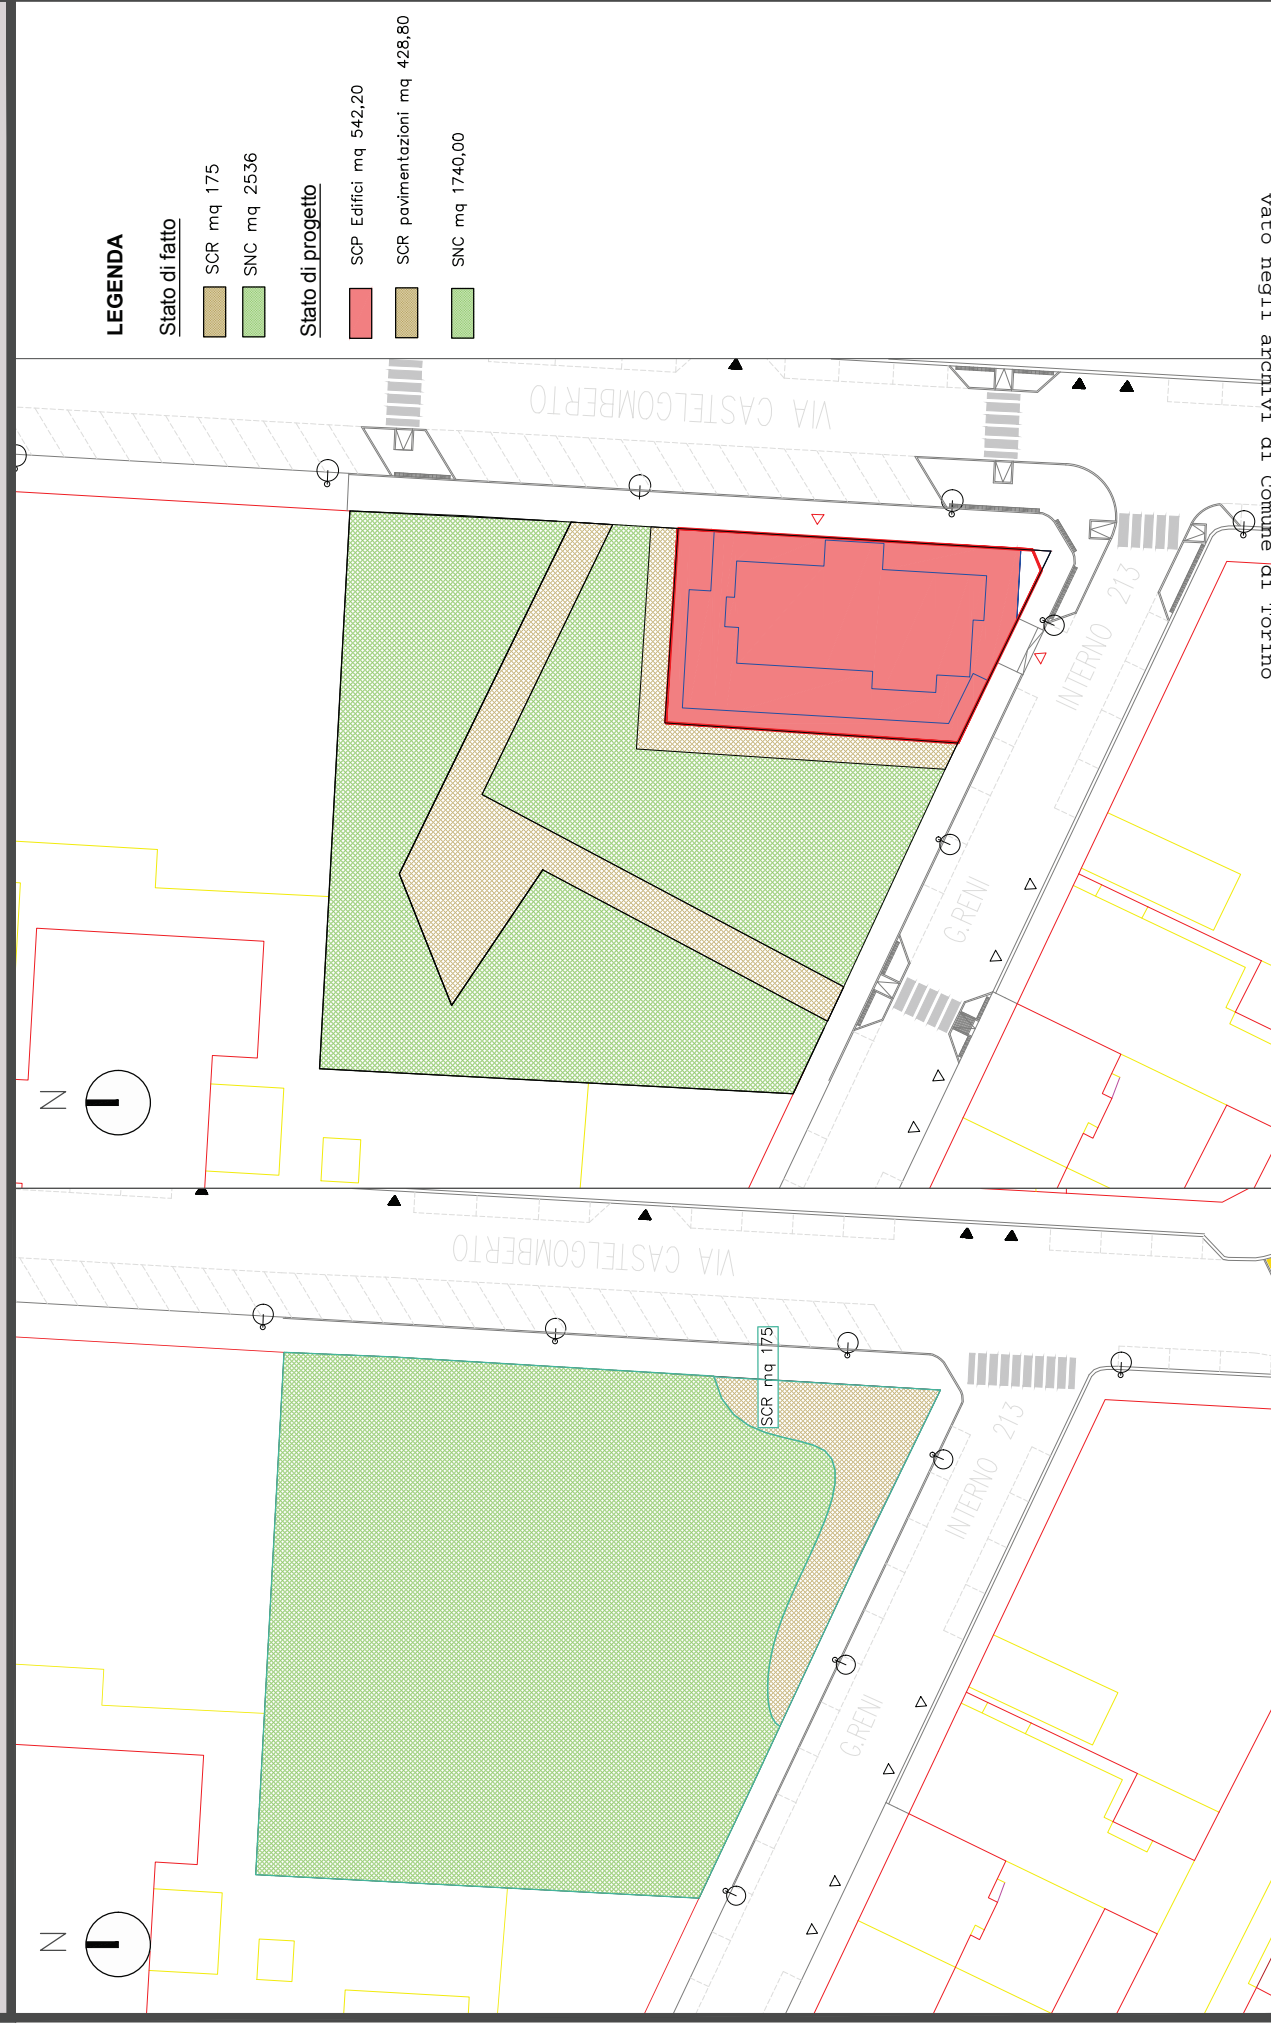 LEGENDA
Stato di fatto
SCR mq 175
SNC mq 2536
Stato di progetto
SCP Edifici mq 542,20
SCR pavimentazioni mq 428,80
SNC mq 1740,00
VIA CASTELGOMBERTO
INTERNO 213
G.RENI
N
VIA CASTELGOMBERTO
SCR mq 175
INTERNO 213
G.RENI
N
vato negli archivi di Comune di Torino